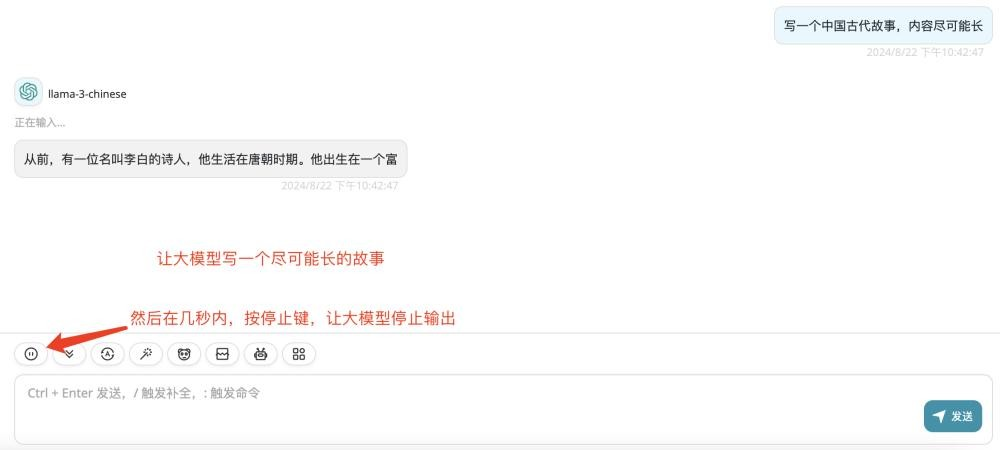 写一个中国古代故事，内容尽可能长
2024/8/22 下午10:42:47
llama-3-chinese
正在输入...
从前，有一位名叫李白的诗人，他生活在唐朝时期。他出生在一个富
2024/8/22 下午10:42:47
让大模型写一个尽可能长的故事
然后在几秒内，按停止键，让大模型停止输出
Ctrl + Enter 发送，/ 触发补全，: 触发命令
发送